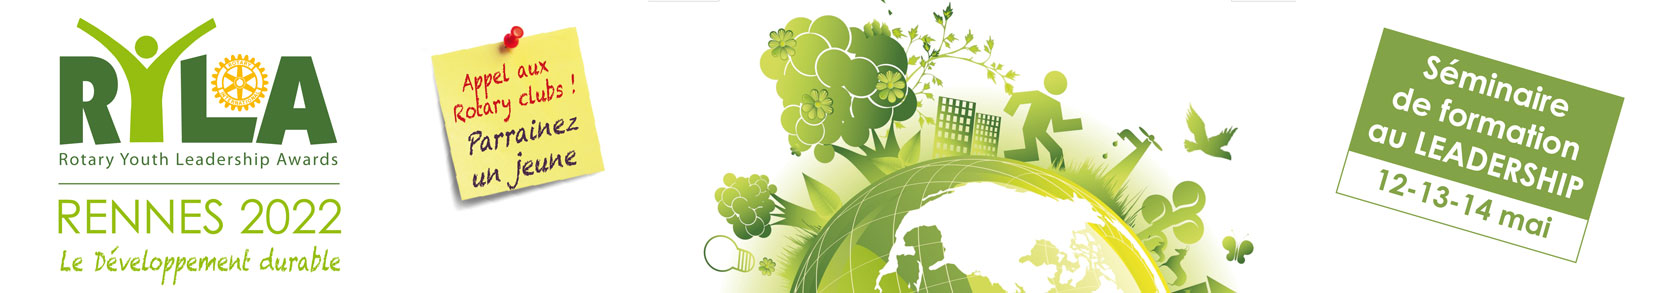 RYLA
Rotary Youth Leadership Awards
RENNES 2022
Le Développement durable
Appel aux
Rotary clubs !
Parrainez
un jeune
Séminaire
de formation
au LEADERSHIP
12-13-14 mai